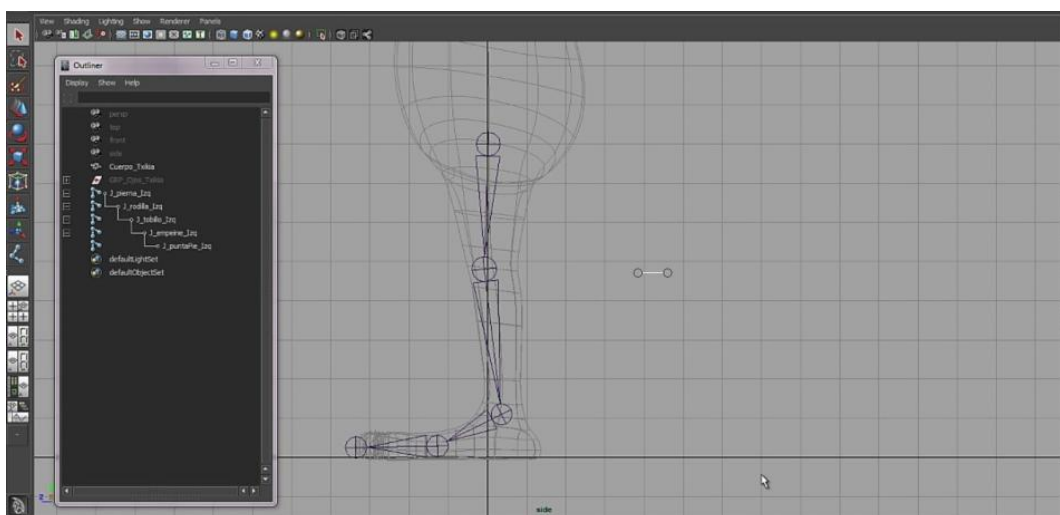 View Shading Lighting Show Renderer Panels
Outliner
Display Show Help
persp
top
front
side
Cuerpo_Txikia
GRP_Ojos_Txikia
J_pierna_Izq
J_rodilla_Izq
J_tobillo_Izq
J_empeine_Izq
J_puntaPie_Izq
defaultLightSet
defaultObjectSet
side